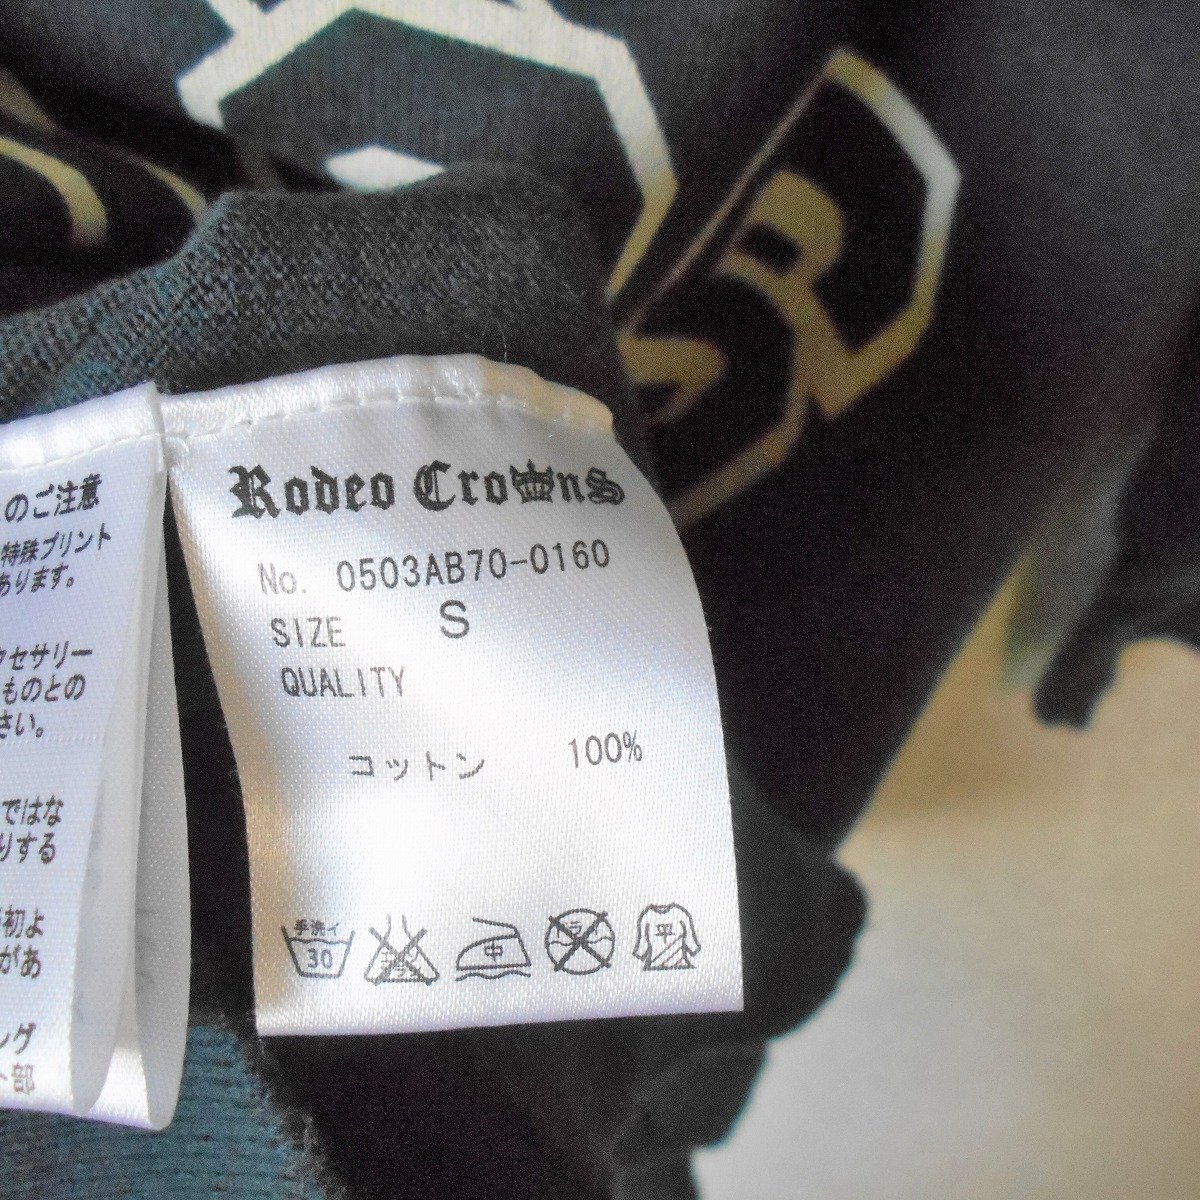 のご注意
特殊プリント
あります。
クセサリー
ものとの
さい。
ではな
りする
初よ
があ
ング
ト部
Rodeo Crowns
No. 0503AB70-0160
SIZE S
QUALITY
コットン 100%
手洗イ
30
中
平
R